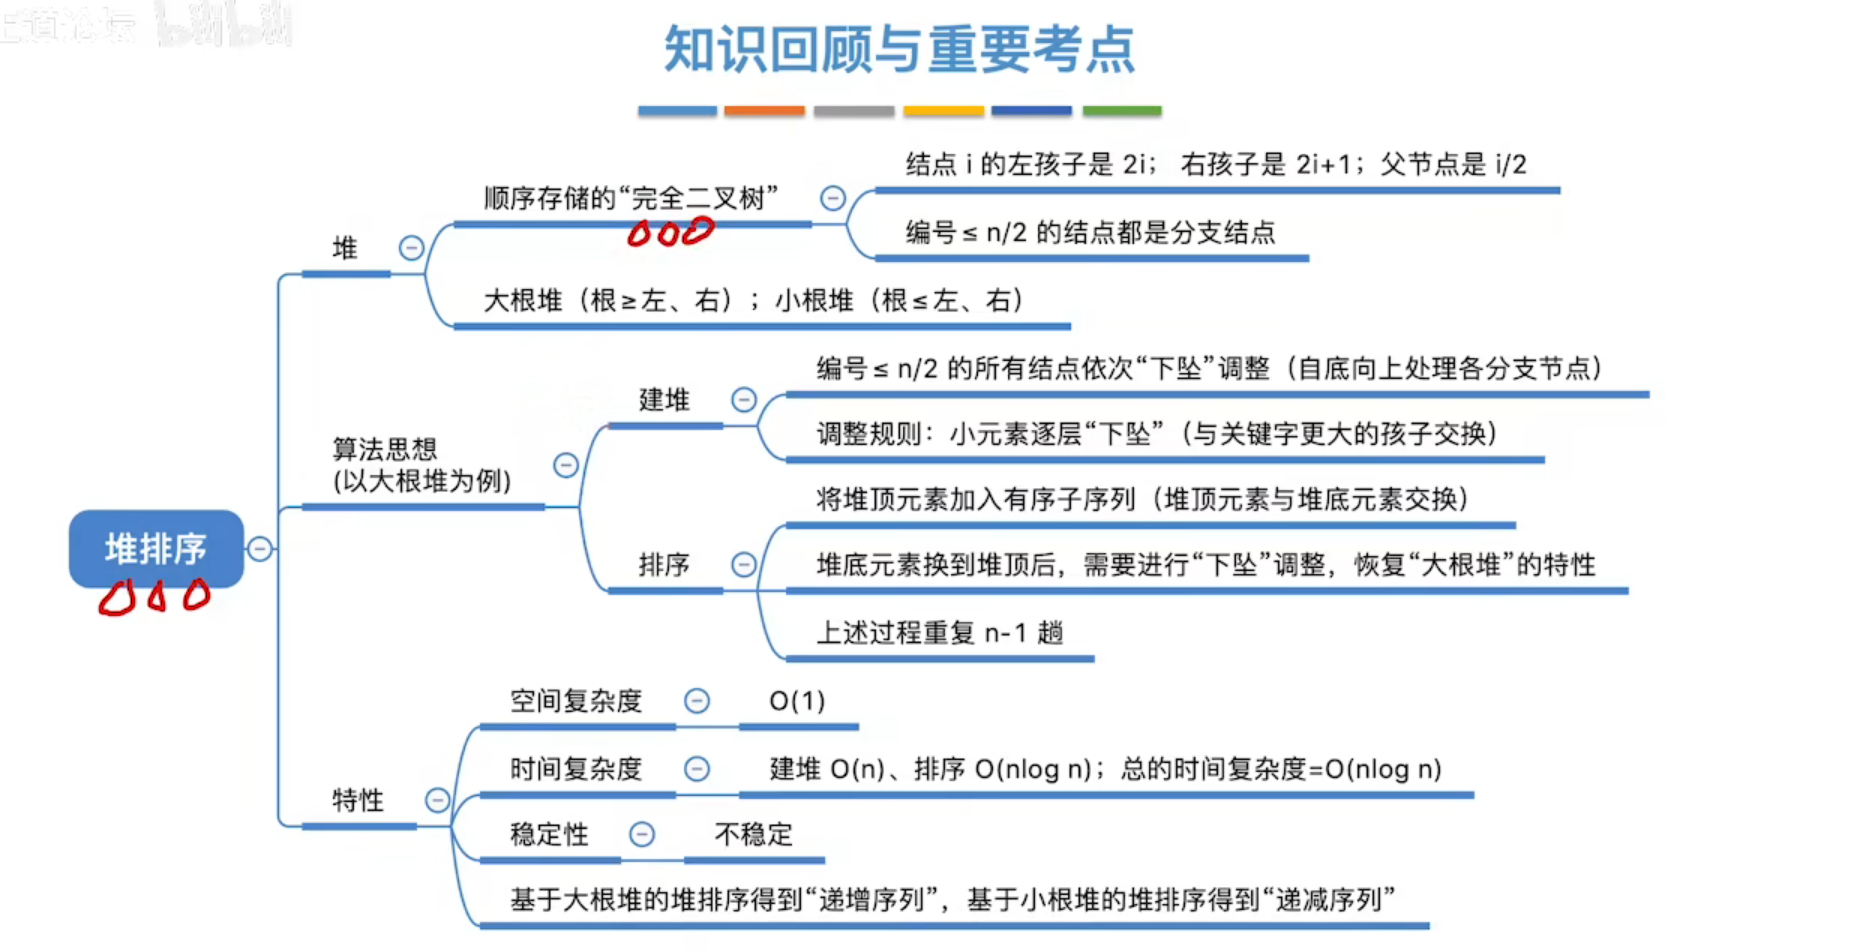 王道论坛 bilibili
知识回顾与重要考点
堆排序
堆
顺序存储的“完全二叉树”
结点 i 的左孩子是 2i； 右孩子是 2i+1；父节点是 i/2
编号≤ n/2 的结点都是分支结点
大根堆（根≥左、右）；小根堆（根≤左、右）
算法思想
(以大根堆为例)
建堆
编号≤ n/2 的所有结点依次“下坠”调整（自底向上处理各分支节点）
调整规则：小元素逐层“下坠”（与关键字更大的孩子交换）
排序
将堆顶元素加入有序子序列（堆顶元素与堆底元素交换）
堆底元素换到堆顶后，需要进行“下坠”调整，恢复“大根堆”的特性
上述过程重复 n-1 趟
特性
空间复杂度
O(1)
时间复杂度
建堆 O(n)、排序 O(nlog n)；总的时间复杂度=O(nlog n)
稳定性
不稳定
基于大根堆的堆排序得到“递增序列”，基于小根堆的堆排序得到“递减序列”